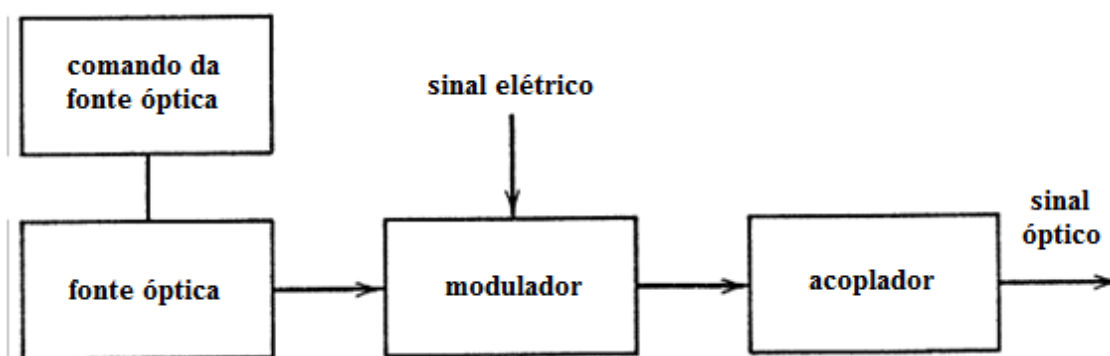 comando da
fonte óptica
sinal elétrico
sinal
óptico
fonte óptica
modulador
acoplador